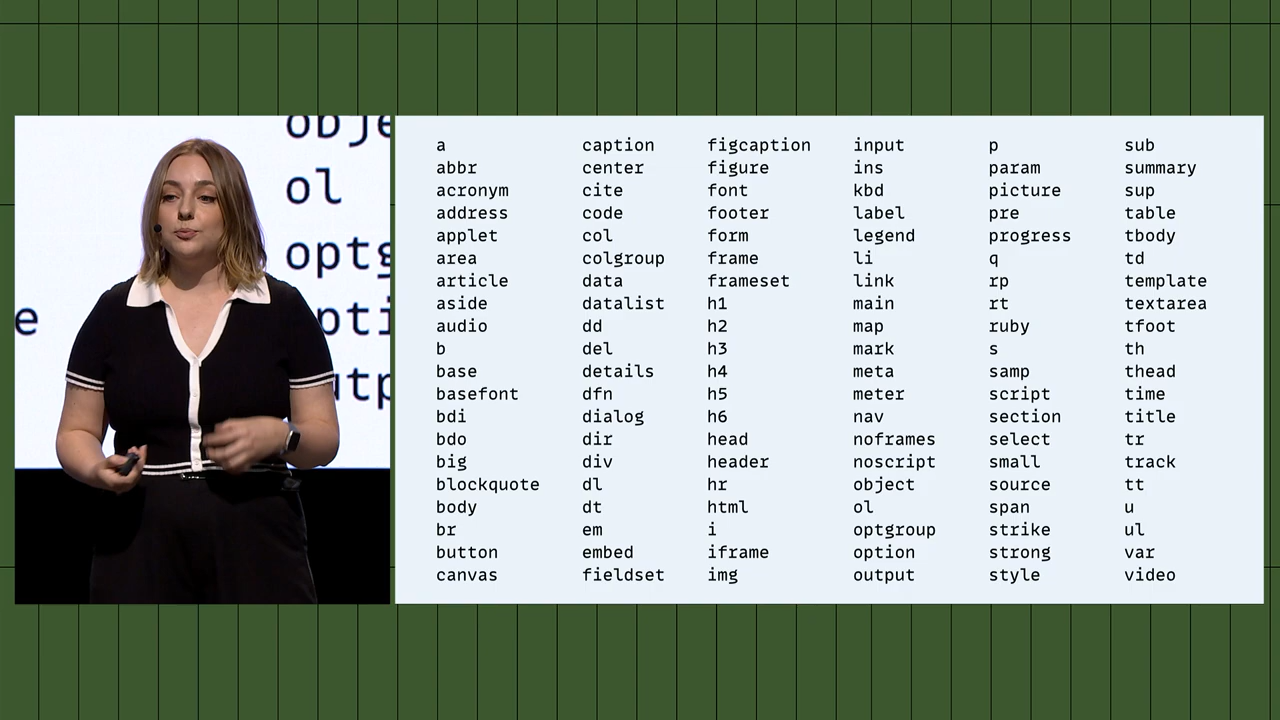 obje
ol
optg
e
pti
utp
a caption figcaption input p sub
abbr center figure ins param summary
acronym cite font kbd picture sup
address code footer label pre table
applet col form legend progress tbody
area colgroup frame li q td
article data frameset link rp template
aside datalist h1 main rt textarea
audio dd h2 map ruby tfoot
b del h3 mark s th
base details h4 meta samp thead
basefont dfn h5 meter script time
bdi dialog h6 nav section title
bdo dir head noframes select tr
big div header noscript small track
blockquote dl hr object source tt
body dt html ol span u
br em i optgroup strike ul
button embed iframe option strong var
canvas fieldset img output style video